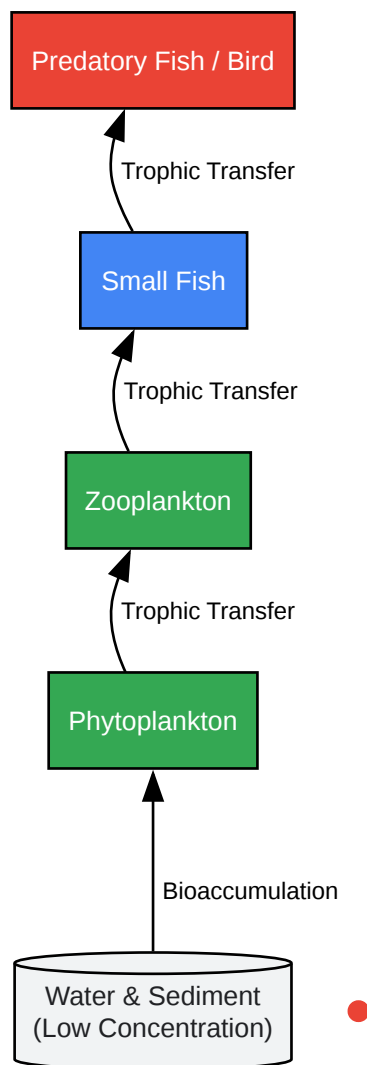 Predatory Fish / Bird
Trophic Transfer
Small Fish
Trophic Transfer
Zooplankton
Trophic Transfer
Phytoplankton
Bioaccumulation
Water & Sediment
(Low Concentration)